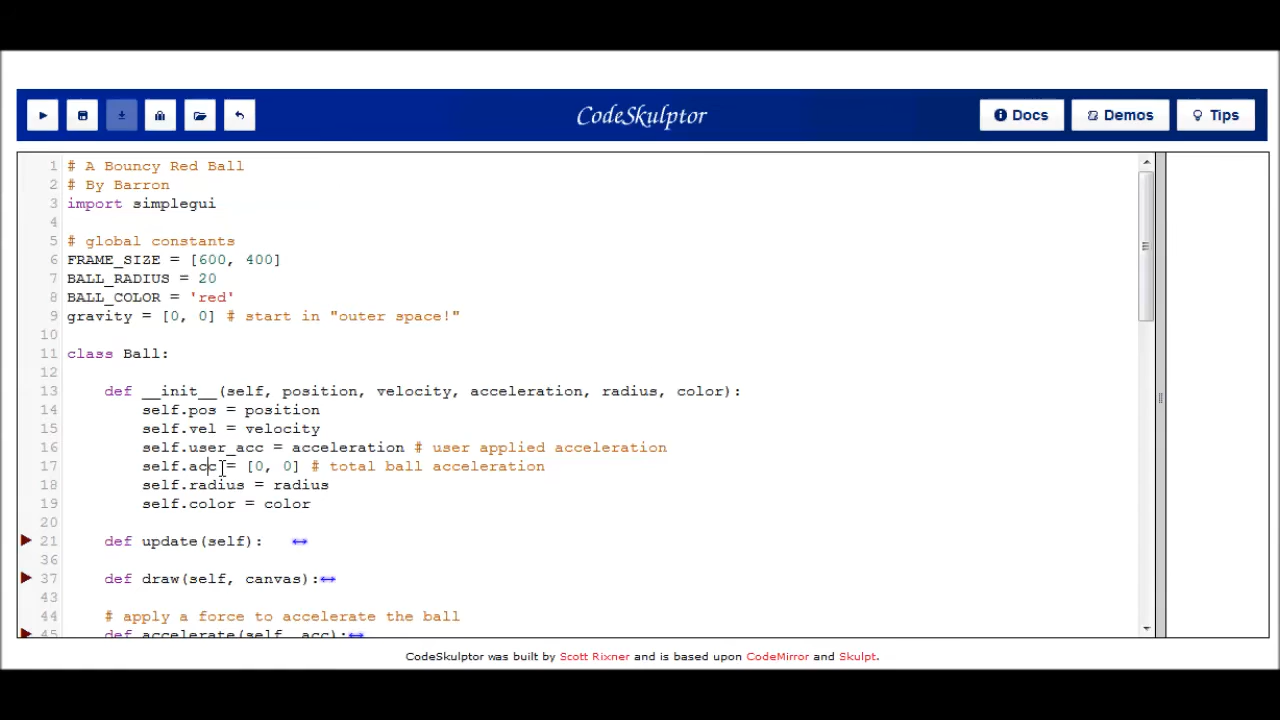 CodeSkulptor
Docs
Demos
Tips
1 # A Bouncy Red Ball
2 # By Barron
3 import simplegui
4
5 # global constants
6 FRAME_SIZE = [600, 400]
7 BALL_RADIUS = 20
8 BALL_COLOR = 'red'
9 gravity = [0, 0] # start in "outer space!"
10
11 class Ball:
12
13 def __init__(self, position, velocity, acceleration, radius, color):
14 self.pos = position
15 self.vel = velocity
16 self.user_acc = acceleration # user applied acceleration
17 self.acc = [0, 0] # total ball acceleration
18 self.radius = radius
19 self.color = color
20
21 def update(self):
36
37 def draw(self, canvas):
43
44 # apply a force to accelerate the ball
45 def accelerate(self, acc):
CodeSkulptor was built by Scott Rixner and is based upon CodeMirror and Skulpt.